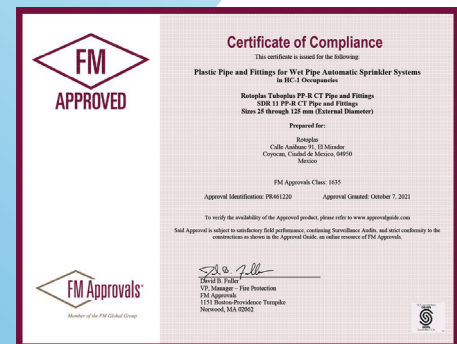 FM
APPROVED
Certificate of Compliance
This certificate is issued for the following:
Plastic Pipe and Fittings for Wet Pipe Automatic Sprinkler Systems
in HC-1 Occupancies
Rotoplas Tuboplus PP-R CT Pipe and Fittings
SDR 11 PP-R CT Pipe and Fittings
Sizes 25 through 125 mm (External Diameter)
Prepared for:
Rotoplas
Calle Anáhuac 91, El Mirador
Coyocan, Ciudad de Mexico, 04950
Mexico
FM Approvals Class: 1635
Approval Identification: PR461220 Approval Granted: October 7, 2021
To verify the availability of the Approved product, please refer to www.approvalguide.com
Said Approval is subject to satisfactory field performance, continuing Surveillance Audits, and strict conformity to the
constructions as shown in the Approval Guide, an online resource of FM Approvals.
David B. Fuller
VP, Manager – Fire Protection
FM Approvals
1151 Boston-Providence Turnpike
Norwood, MA 02062
FM Approvals
Member of the FM Global Group